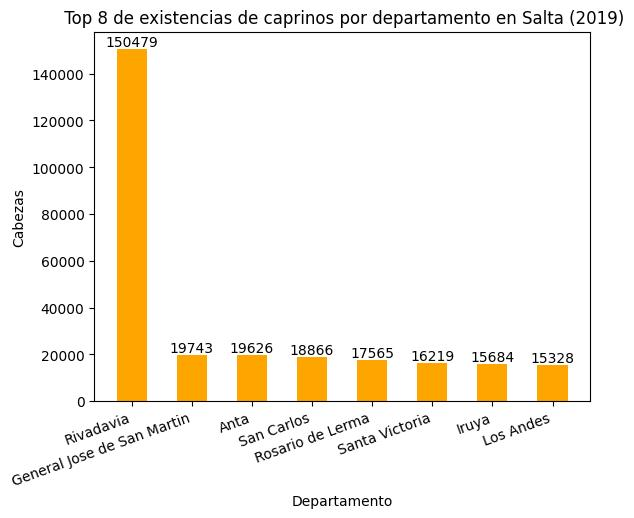 Top 8 de existencias de caprinos por departamento en Salta (2019)
Cabezas
140000
120000
100000
80000
60000
40000
20000
0
150479
19743
19626
18866
17565
16219
15684
15328
Rivadavia
General Jose de San Martin
Anta
San Carlos
Rosario de Lerma
Santa Victoria
Iruya
Los Andes
Departamento